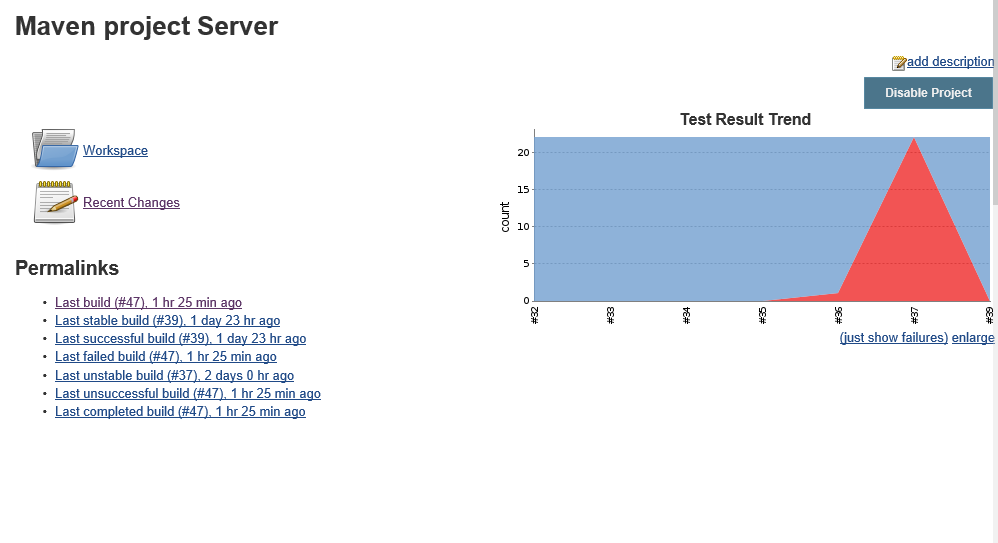 Maven project Server
add description
Disable Project
Workspace
Recent Changes
Permalinks
Last build (#47), 1 hr 25 min ago
Last stable build (#39), 1 day 23 hr ago
Last successful build (#39), 1 day 23 hr ago
Last failed build (#47), 1 hr 25 min ago
Last unstable build (#37), 2 days 0 hr ago
Last unsuccessful build (#47), 1 hr 25 min ago
Last completed build (#47), 1 hr 25 min ago
Test Result Trend
count
20
15
10
5
0
#32 #33 #34 #35 #36 #37 #39
(just show failures) enlarge